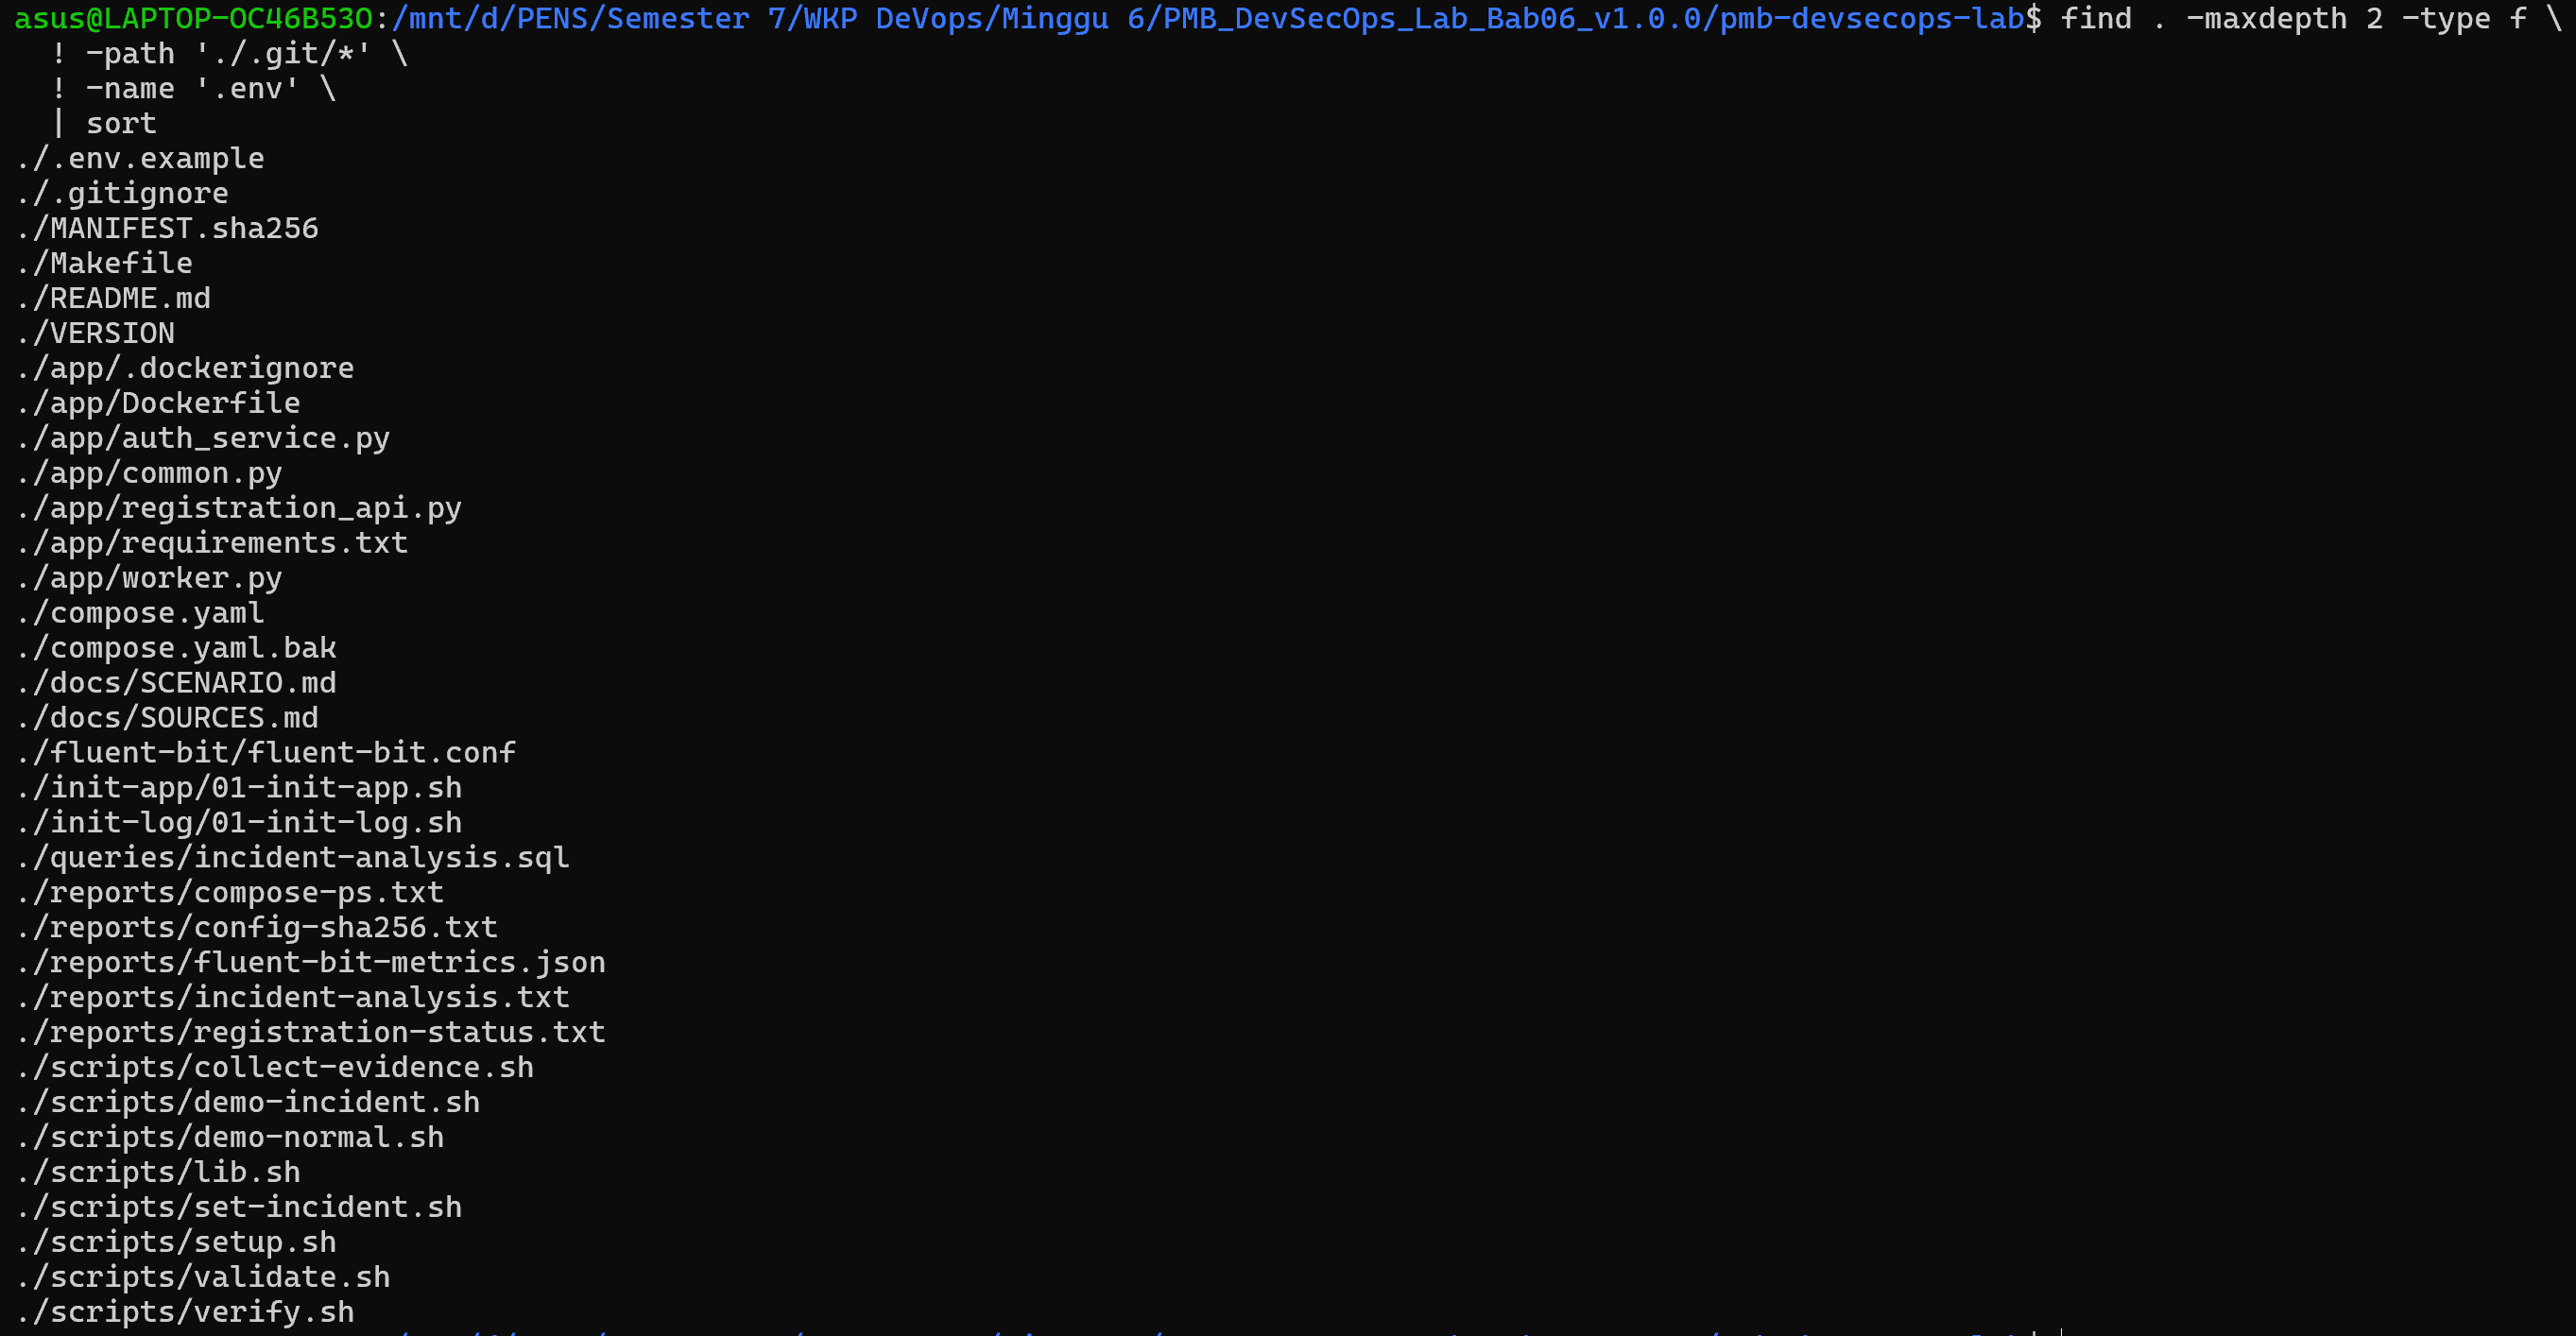 asus@LAPTOP-OC46B530:/mnt/d/PENS/Semester 7/WKP DeVops/Minggu 6/PMB_DevSecOps_Lab_Bab06_v1.0.0/pmb-devsecops-lab$ find . -maxdepth 2 -type f \
! -path './.git/*' \
! -name '.env' \
| sort
./.env.example
./.gitignore
./MANIFEST.sha256
./Makefile
./README.md
./VERSION
./app/.dockerignore
./app/Dockerfile
./app/auth_service.py
./app/common.py
./app/registration_api.py
./app/requirements.txt
./app/worker.py
./compose.yaml
./compose.yaml.bak
./docs/SCENARIO.md
./docs/SOURCES.md
./fluent-bit/fluent-bit.conf
./init-app/01-init-app.sh
./init-log/01-init-log.sh
./queries/incident-analysis.sql
./reports/compose-ps.txt
./reports/config-sha256.txt
./reports/fluent-bit-metrics.json
./reports/incident-analysis.txt
./reports/registration-status.txt
./scripts/collect-evidence.sh
./scripts/demo-incident.sh
./scripts/demo-normal.sh
./scripts/lib.sh
./scripts/set-incident.sh
./scripts/setup.sh
./scripts/validate.sh
./scripts/verify.sh